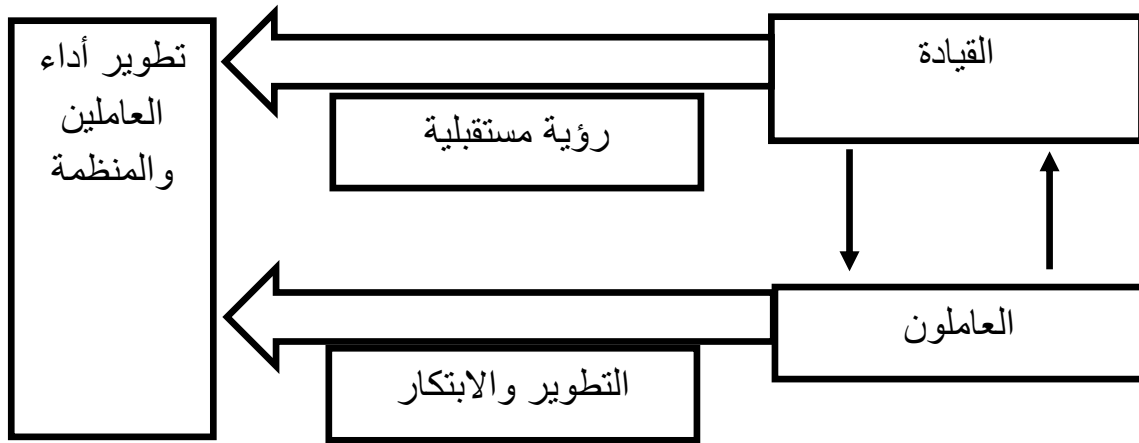 القيادة
رؤية مستقبلية
تطوير أداء
العاملين
والمنظمة
العاملون
التطوير والابتكار